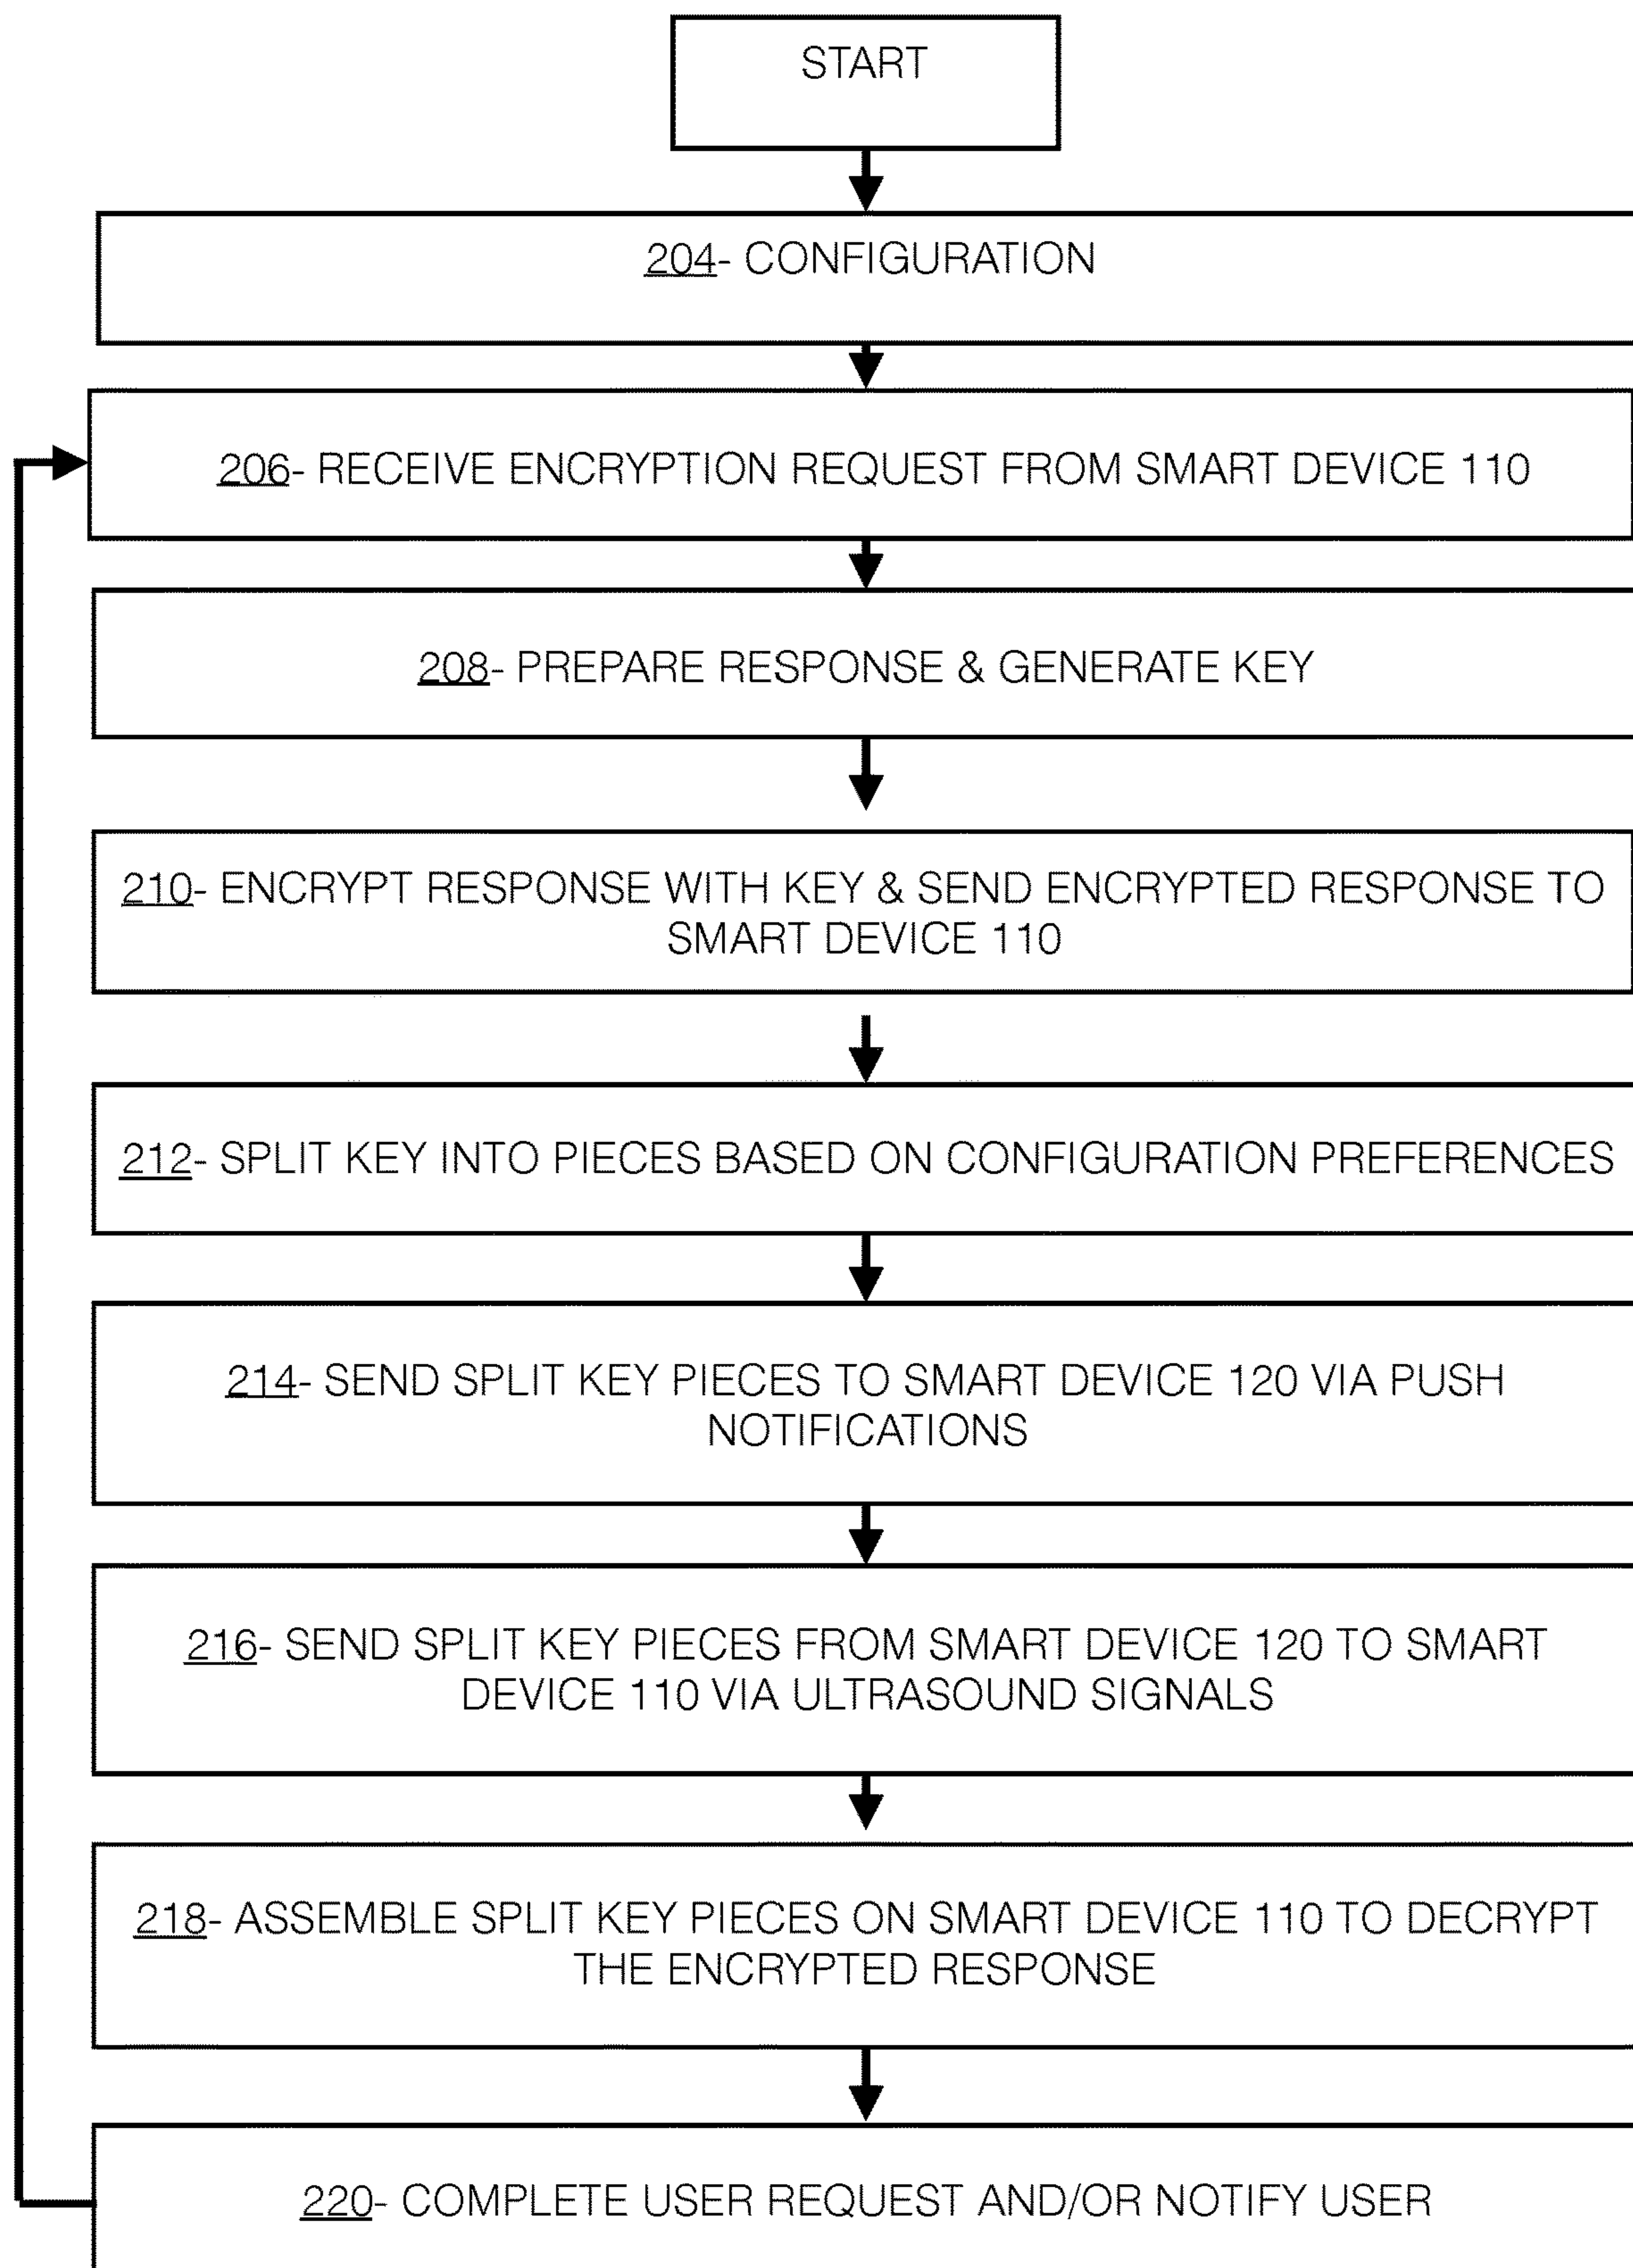 START
204- CONFIGURATION
206- RECEIVE ENCRYPTION REQUEST FROM SMART DEVICE 110
208- PREPARE RESPONSE & GENERATE KEY
210- ENCRYPT RESPONSE WITH KEY & SEND ENCRYPTED RESPONSE TO
SMART DEVICE 110
212- SPLIT KEY INTO PIECES BASED ON CONFIGURATION PREFERENCES
214- SEND SPLIT KEY PIECES TO SMART DEVICE 120 VIA PUSH
NOTIFICATIONS
216- SEND SPLIT KEY PIECES FROM SMART DEVICE 120 TO SMART
DEVICE 110 VIA ULTRASOUND SIGNALS
218- ASSEMBLE SPLIT KEY PIECES ON SMART DEVICE 110 TO DECRYPT
THE ENCRYPTED RESPONSE
220- COMPLETE USER REQUEST AND/OR NOTIFY USER